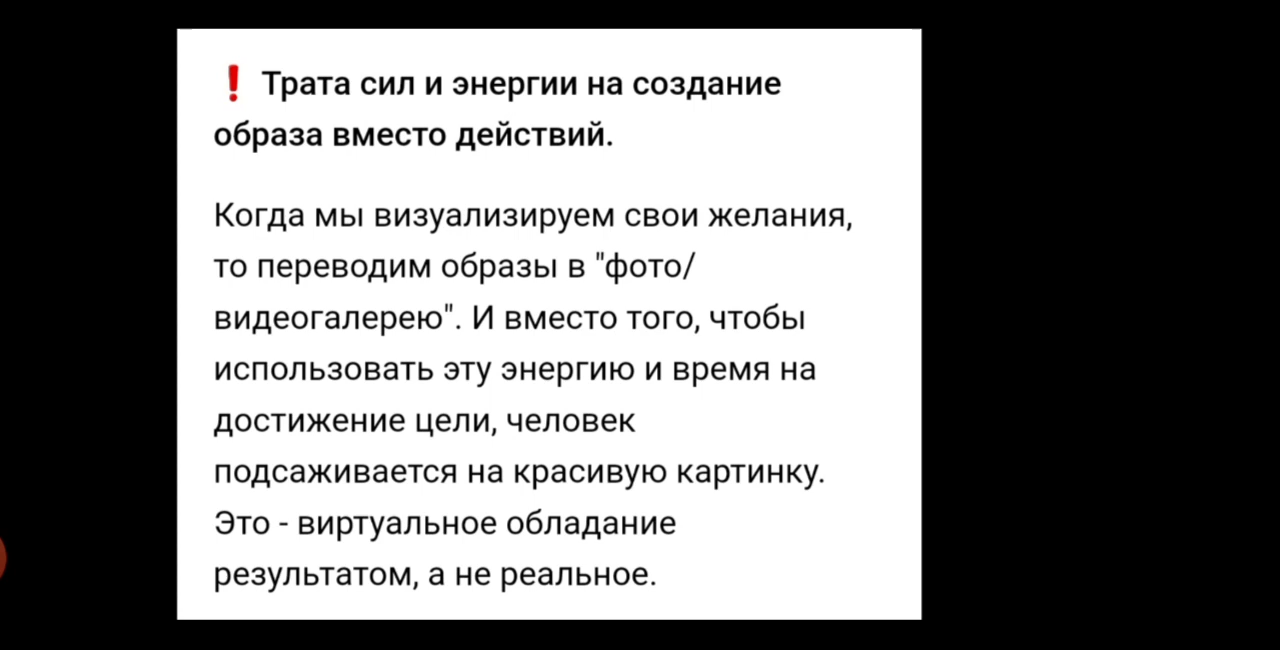 ❗ Трата сил и энергии на создание
образа вместо действий.
Когда мы визуализируем свои желания,
то переводим образы в "фото/
видеогалерею". И вместо того, чтобы
использовать эту энергию и время на
достижение цели, человек
подсаживается на красивую картинку.
Это - виртуальное обладание
результатом, а не реальное.